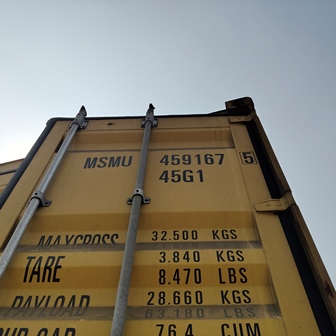 MSMU 459167 5
45G1
MAXGROSS 32.500 KGS
TARE 3.840 KGS
8.470 LBS
PAYLOAD 28.660 KGS
63.180 LBS
CUB.CAP. 76.4 CUM